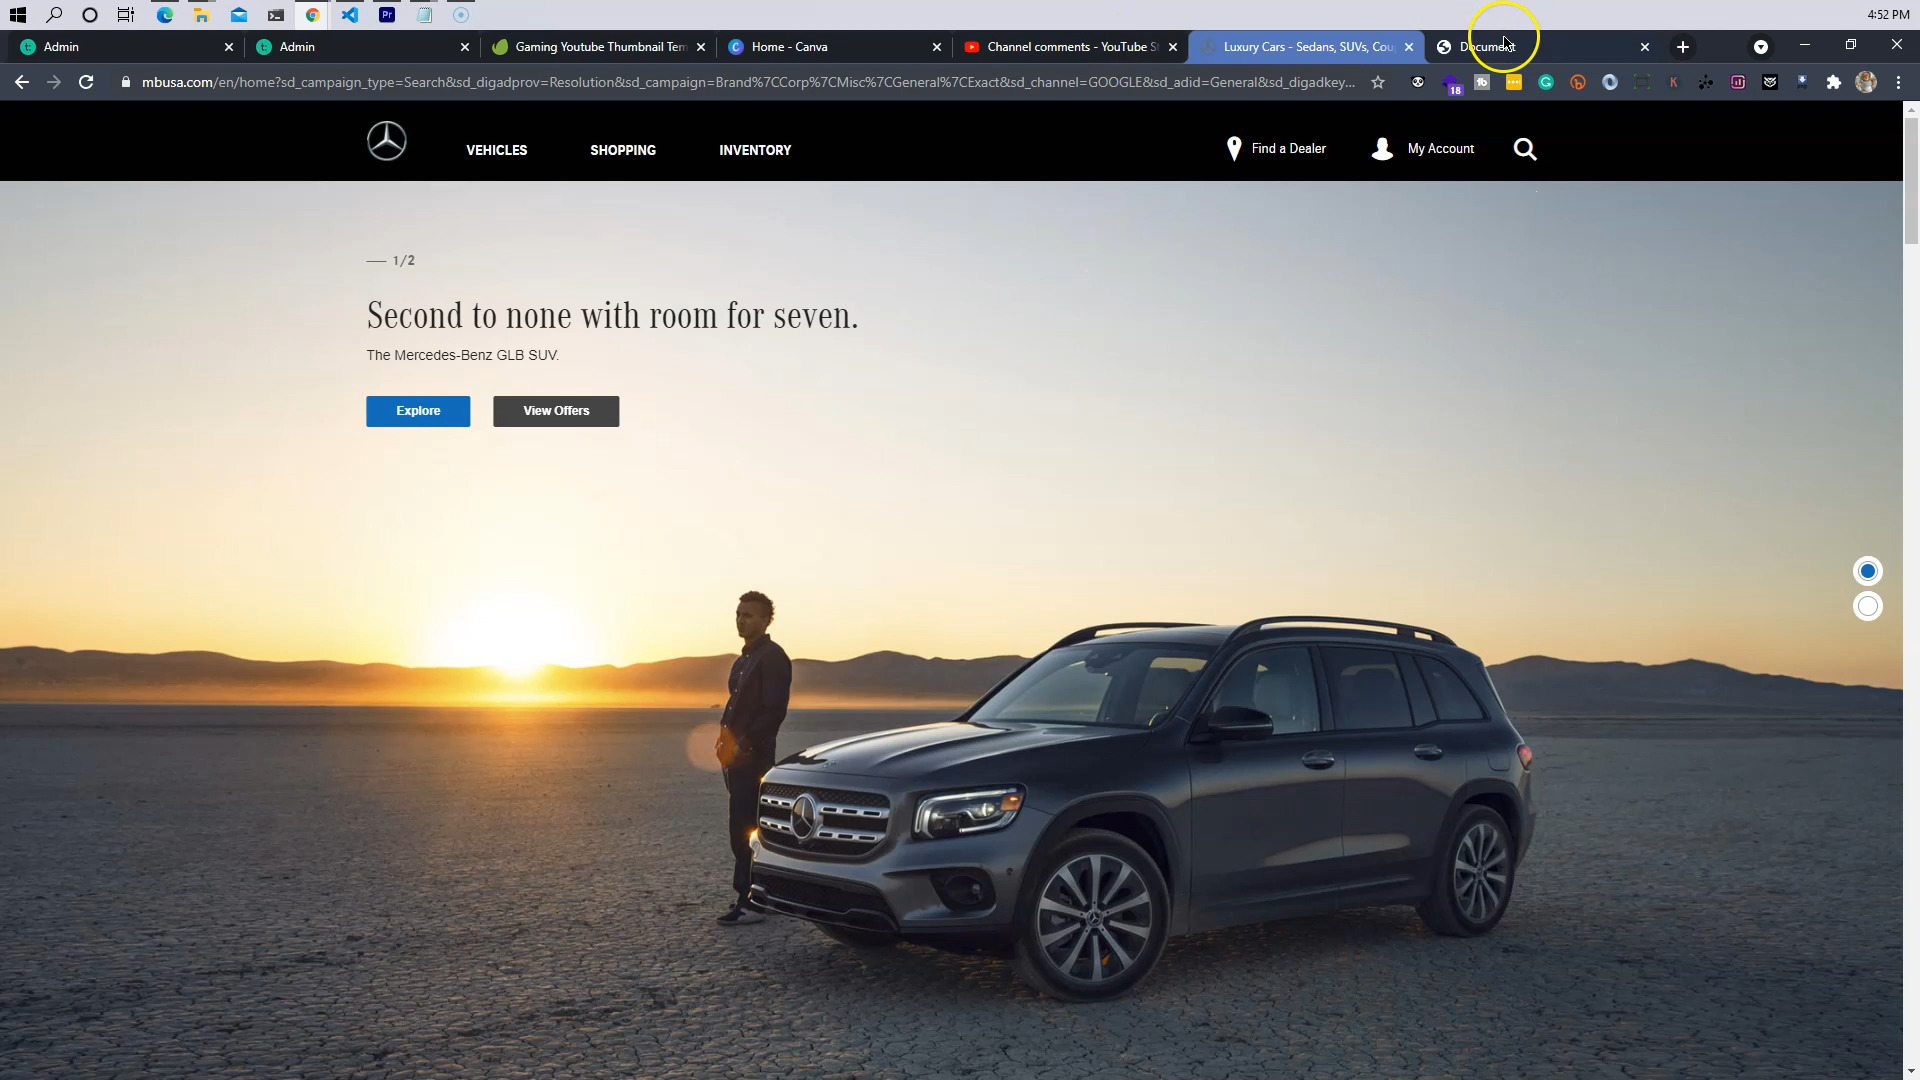 4:52 PM
Admin
Admin
Gaming Youtube Thumbnail Tem
Home - Canva
Channel comments - YouTube S
Luxury Cars - Sedans, SUVs, Cou
Document
mbusa.com/en/home?sd_campaign_type=Search&sd_digadprov=Resolution&sd_campaign=Brand%7CCorp%7CMisc%7CGeneral%7CExact&sd_channel=GOOGLE&sd_adid=General&sd_digadkey...
18
VEHICLES
SHOPPING
INVENTORY
Find a Dealer
My Account
1/2
Second to none with room for seven.
The Mercedes-Benz GLB SUV.
Explore
View Offers